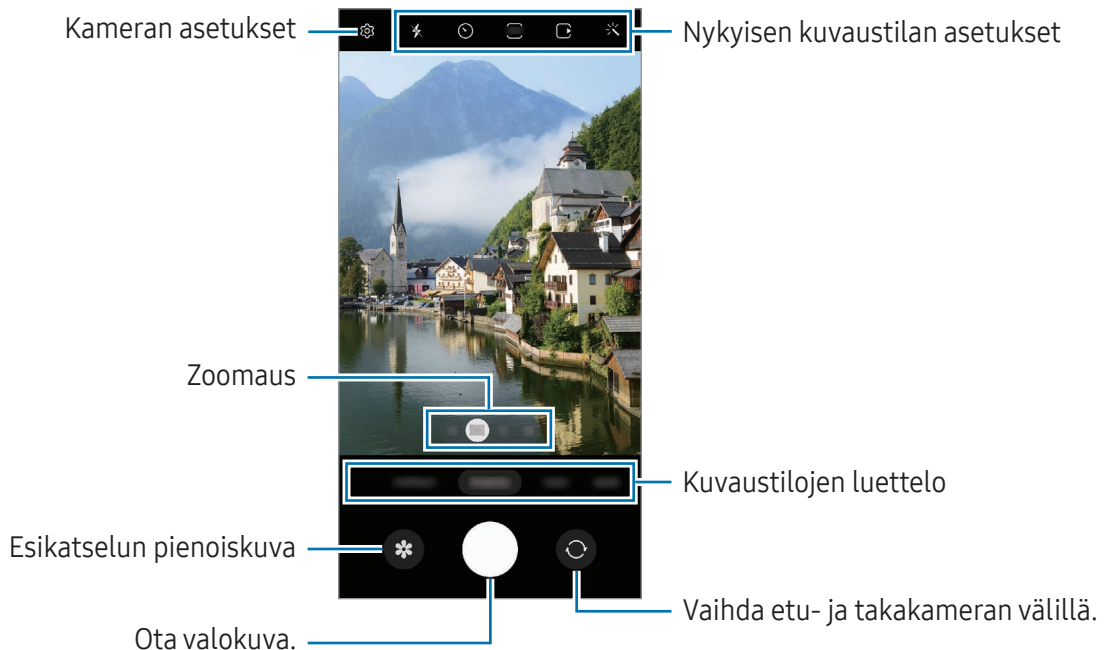 Kameran asetukset
Nykyisen kuvaustilan asetukset
Zoomaus
Kuvaustilojen luettelo
Esikatselun pienoiskuva
Vaihda etu- ja takakameran välillä.
Ota valokuva.